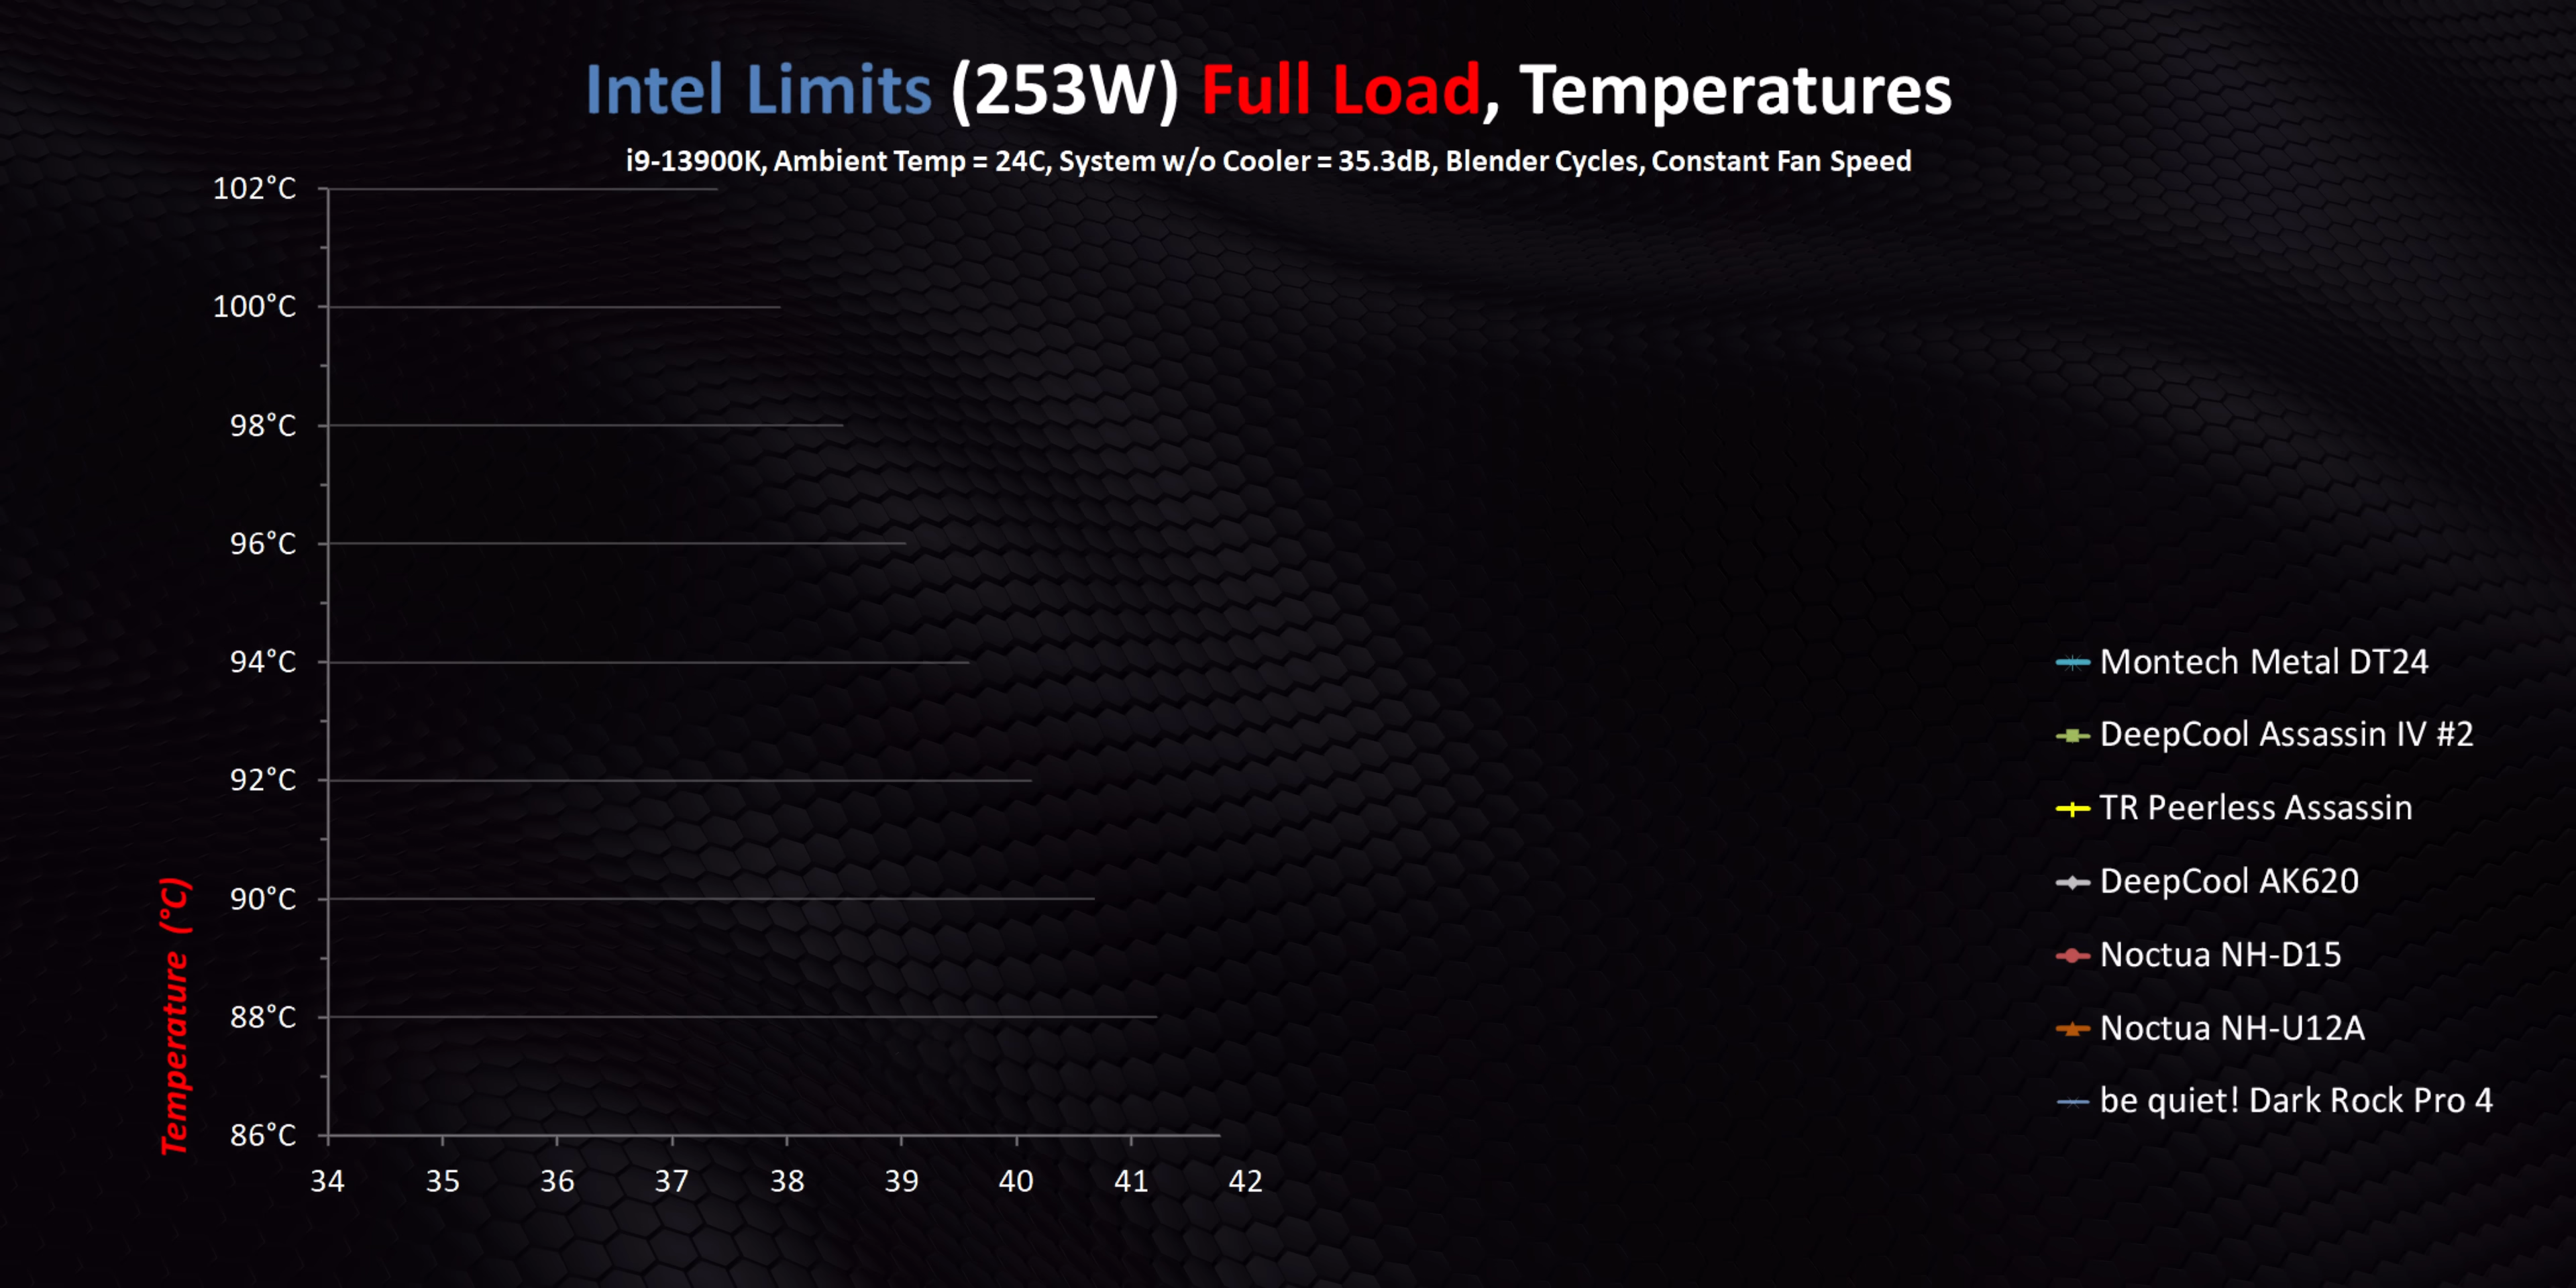 Intel Limits (253W) Full Load, Temperatures
i9-13900K, Ambient Temp = 24C, System w/o Cooler = 35.3dB, Blender Cycles, Constant Fan Speed
102°C
100°C
98°C
96°C
94°C
92°C
90°C
88°C
86°C
Temperature (°C)
34 35 36 37 38 39 40 41 42
Montech Metal DT24
DeepCool Assassin IV #2
TR Peerless Assassin
DeepCool AK620
Noctua NH-D15
Noctua NH-U12A
be quiet! Dark Rock Pro 4